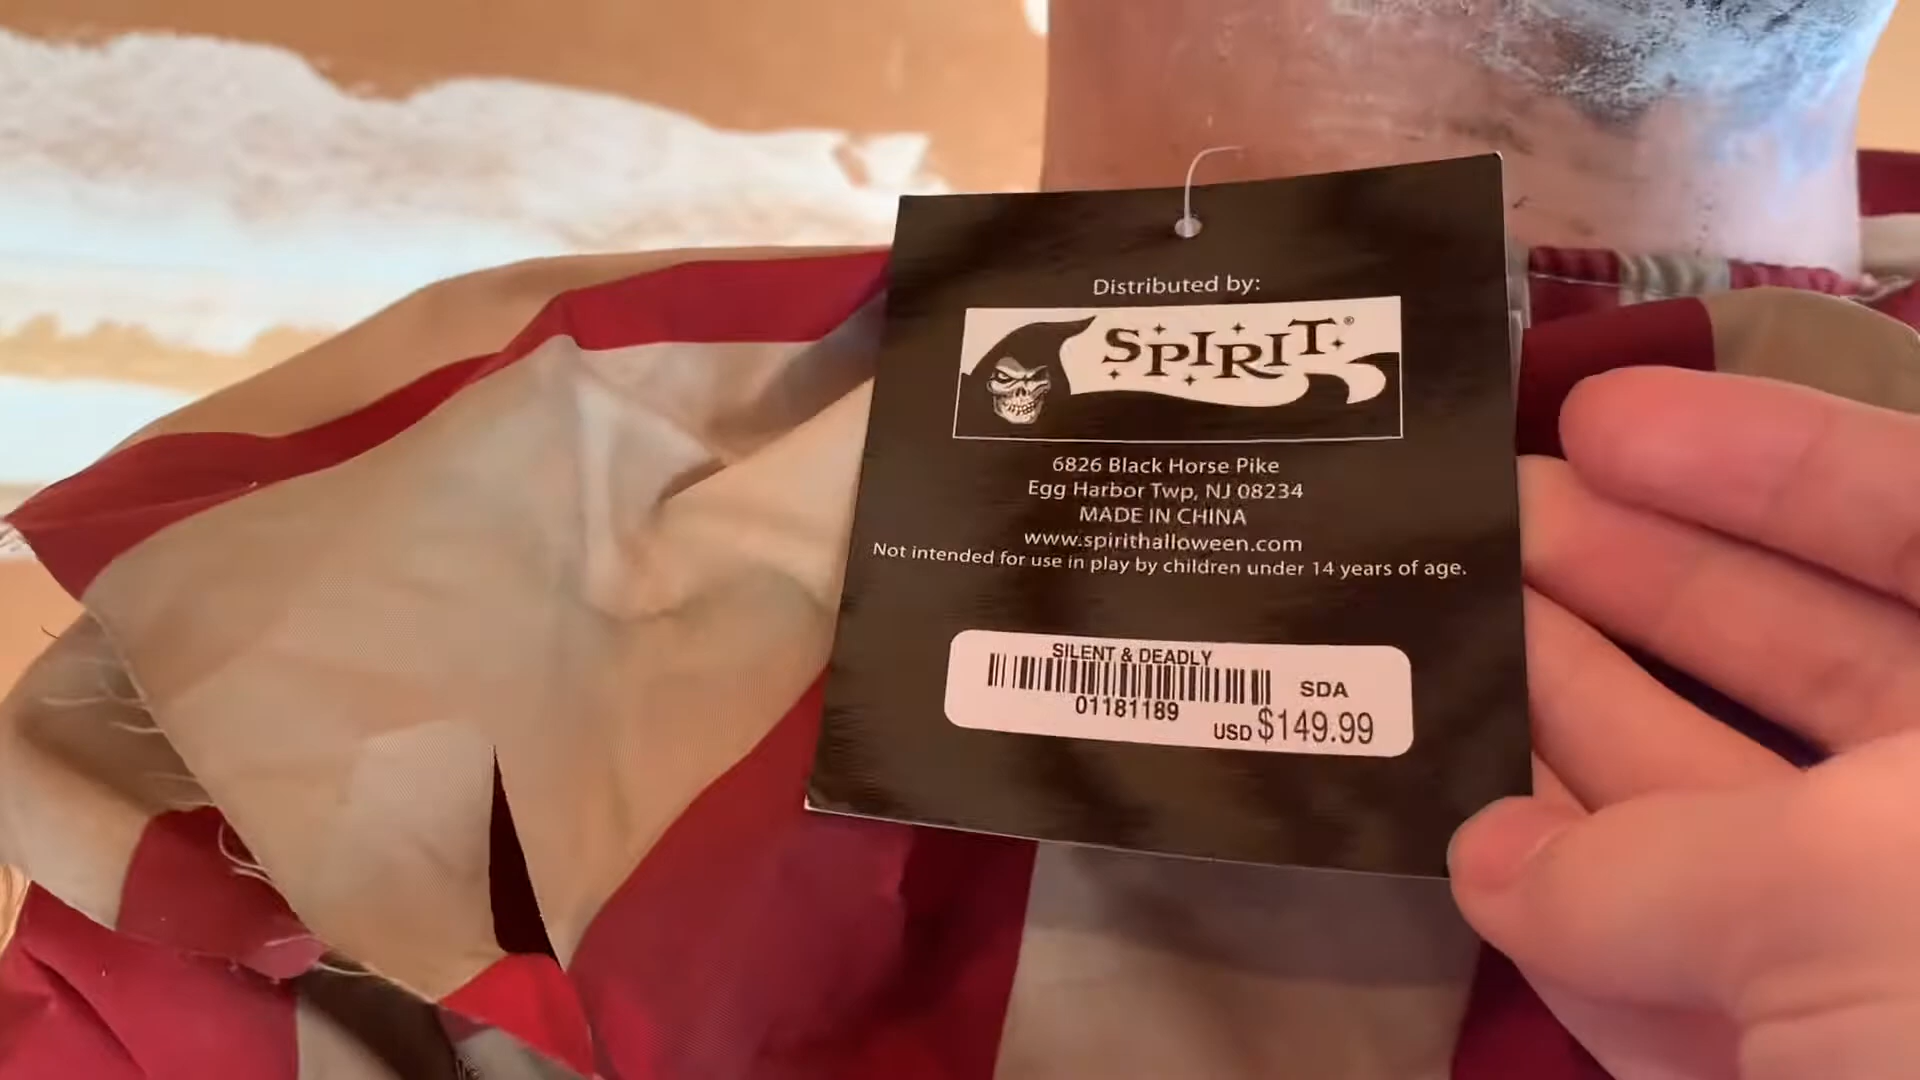 Distributed by:
SPIRIT®
6826 Black Horse Pike
Egg Harbor Twp, NJ 08234
MADE IN CHINA
www.spirithalloween.com
Not intended for use in play by children under 14 years of age.
SILENT & DEADLY
SDA
01181189
USD $149.99